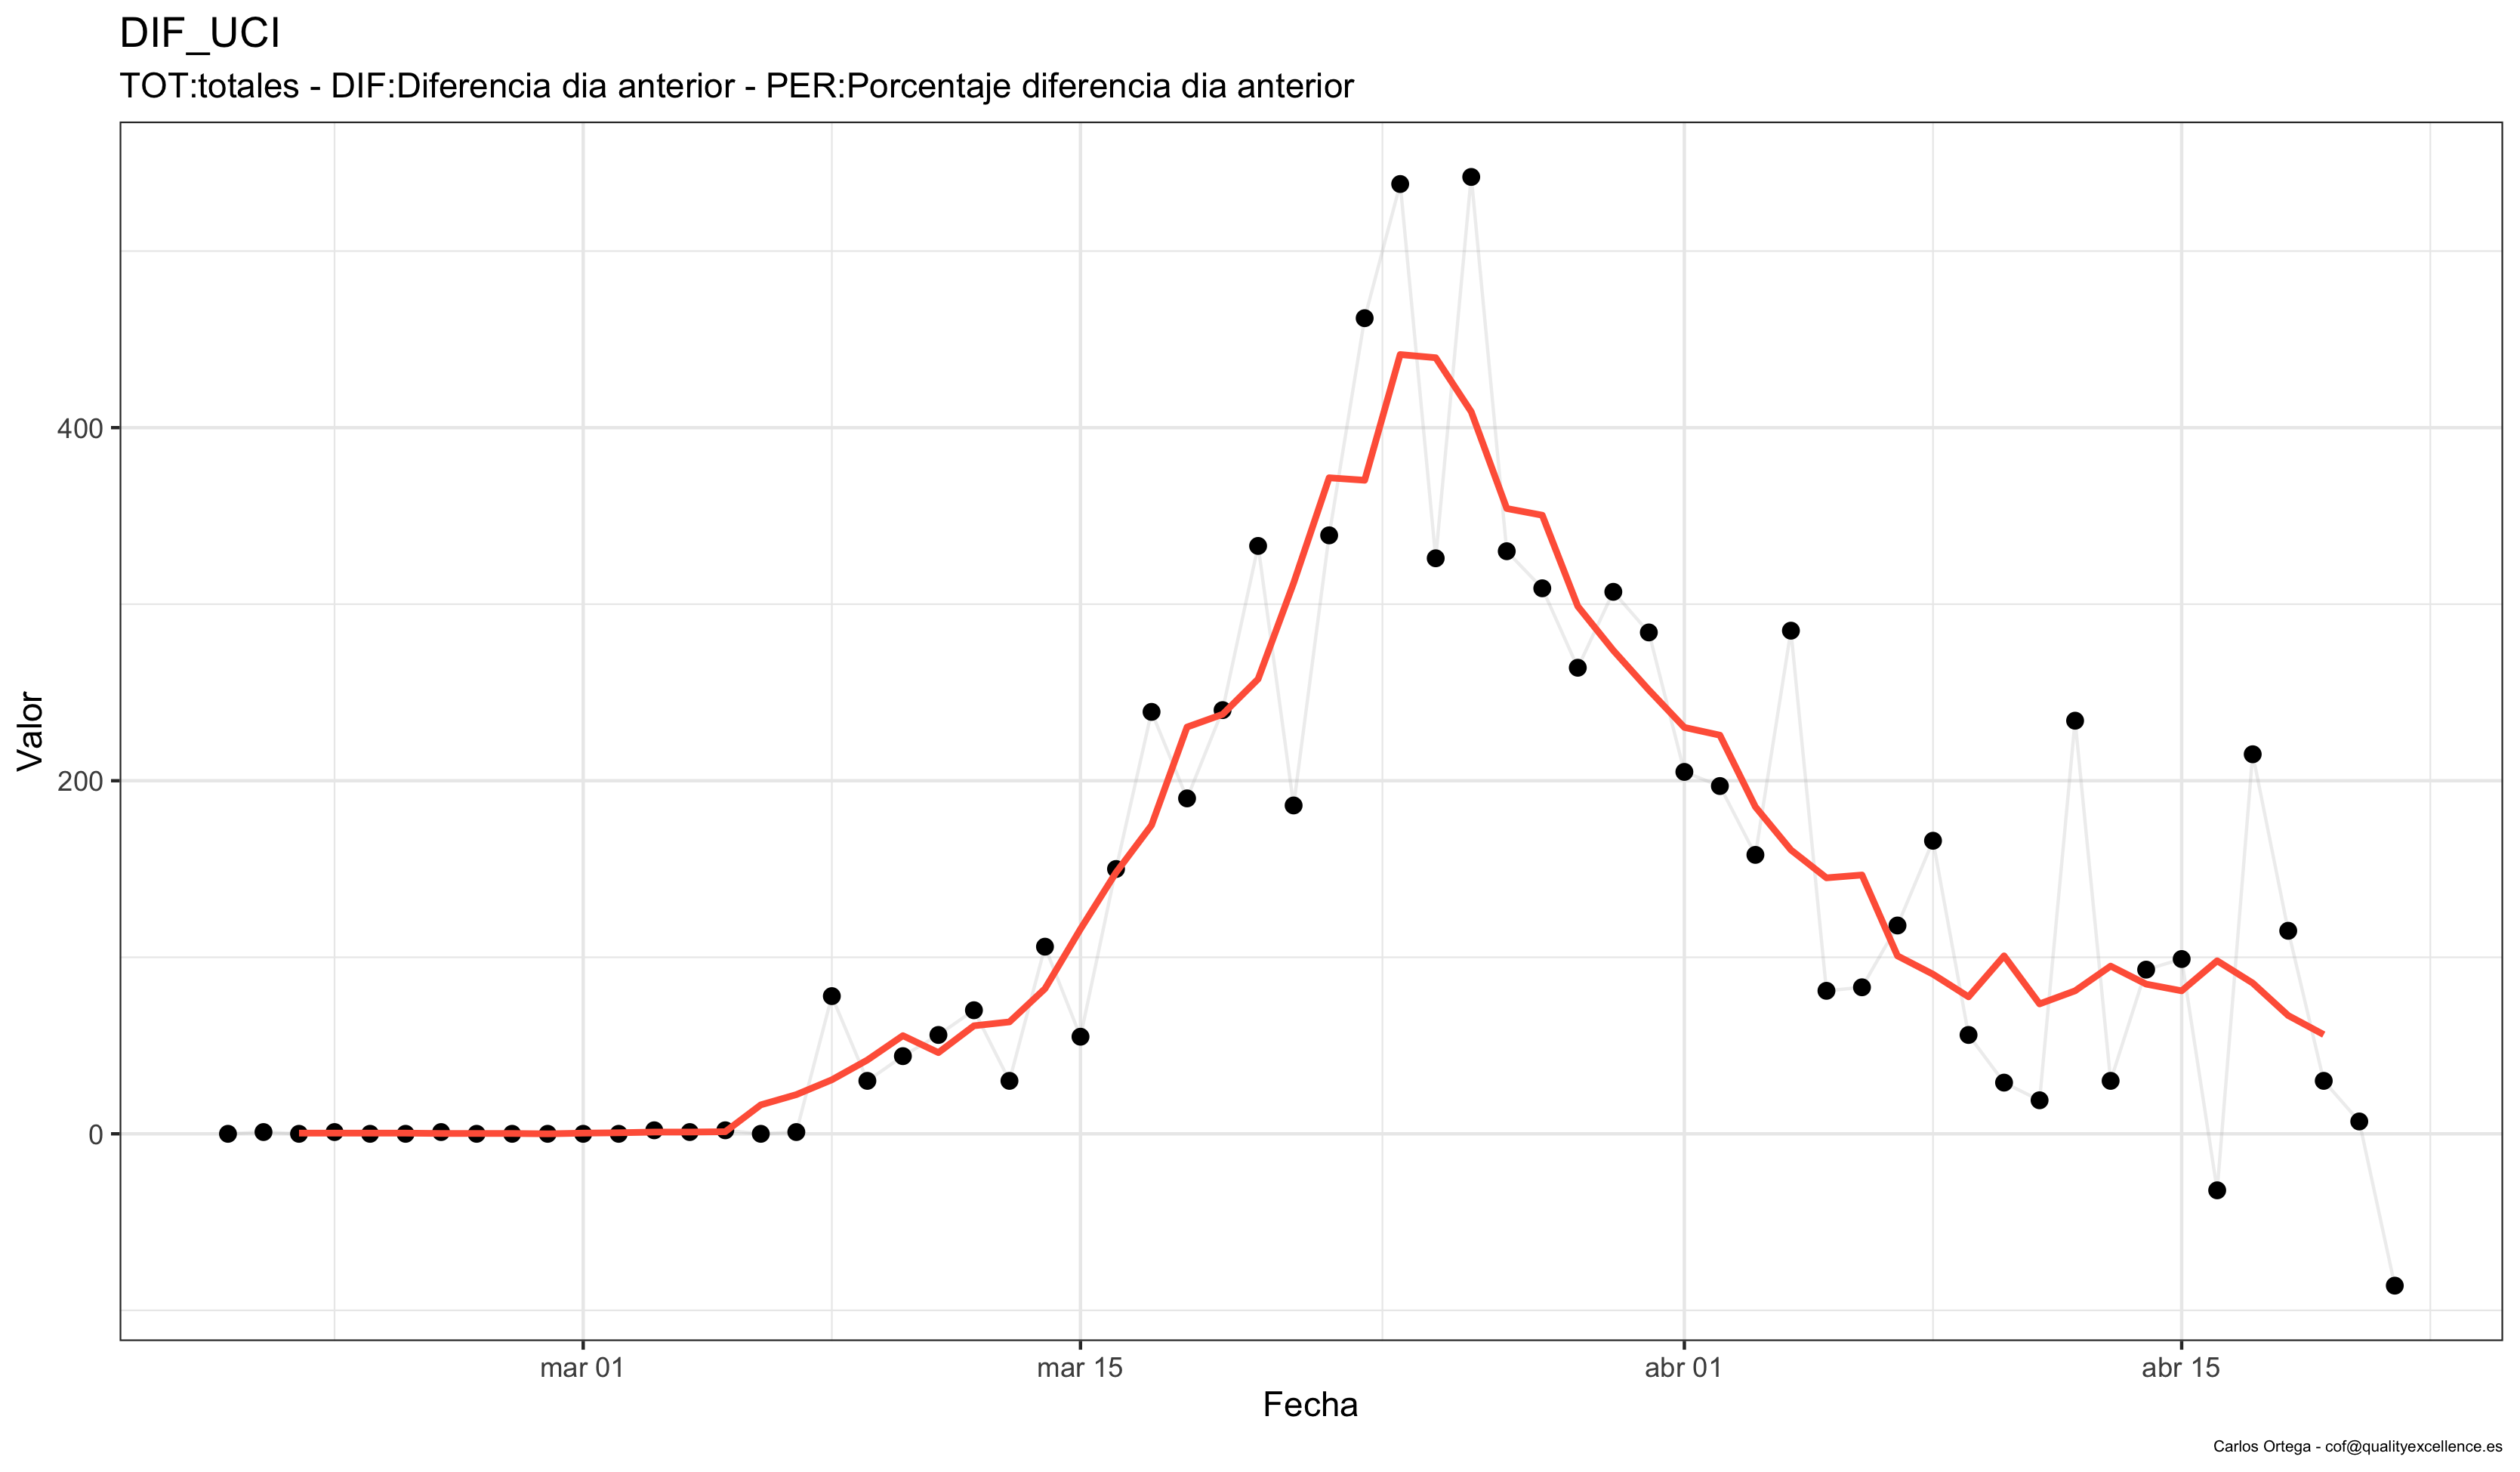 DIF_UCI
TOT:totales - DIF:Diferencia dia anterior - PER:Porcentaje diferencia dia anterior
Valor
400
200
0
mar 01
mar 15
abr 01
abr 15
Fecha
Carlos Ortega - cof@qualityexcellence.es